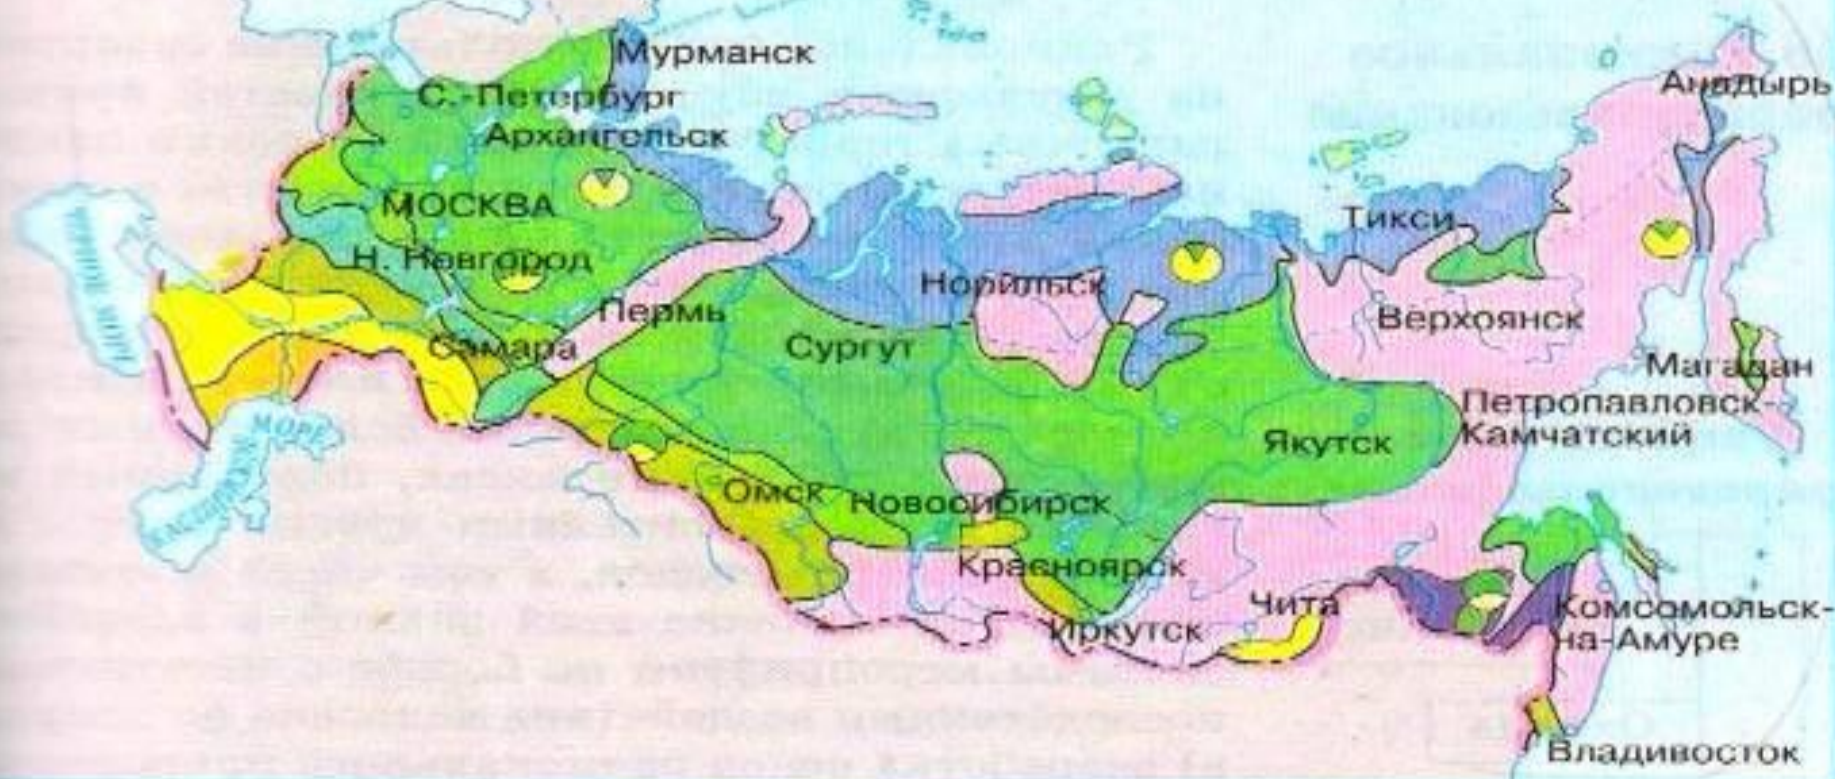 Мурманск
Анадырь
С.-Петербург
Архангельск
МОСКВА
Тикси
Н. Новгород
Норильск
Пермь
Верхоянск
Самара
Сургут
Магадан
Петропавловск-
Камчатский
МОРЕ
Якутск
Омск
Новосибирск
Красноярск
Чита
Комсомольск-
на-Амуре
Иркутск
Владивосток